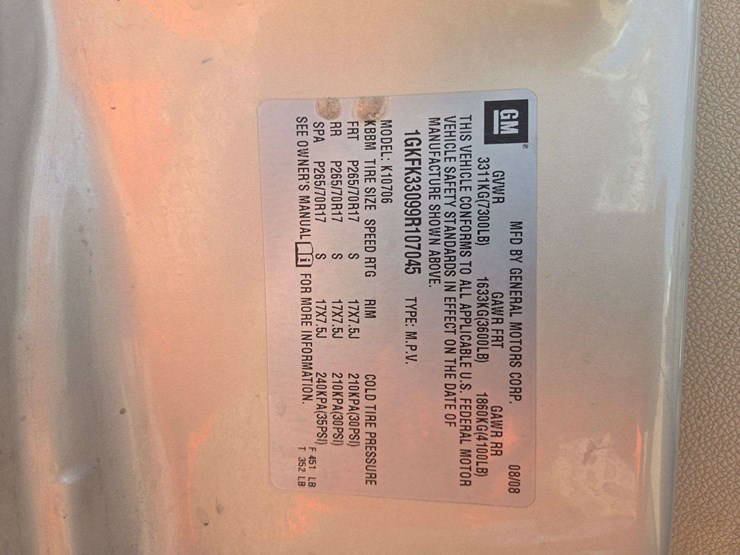 GM®
MFD BY GENERAL MOTORS CORP. 08/08
GVWR GAWR FRT GAWR RR
3311KG(7300LB) 1633KG(3600LB) 1860KG(4100LB)
THIS VEHICLE CONFORMS TO ALL APPLICABLE U.S. FEDERAL MOTOR
VEHICLE SAFETY STANDARDS IN EFFECT ON THE DATE OF
MANUFACTURE SHOWN ABOVE.
1GKFK33099R107045 TYPE: M.P.V.
MODEL: K10706
KBBM TIRE SIZE SPEED RTG RIM COLD TIRE PRESSURE
FRT P265/70R17 S 17X7.5J 210KPA(30PSI)
RR P265/70R17 S 17X7.5J 210KPA(30PSI)
SPA P265/70R17 S 17X7.5J 240KPA(35PSI)
SEE OWNER'S MANUAL i FOR MORE INFORMATION.
F 451 LB
T 352 LB